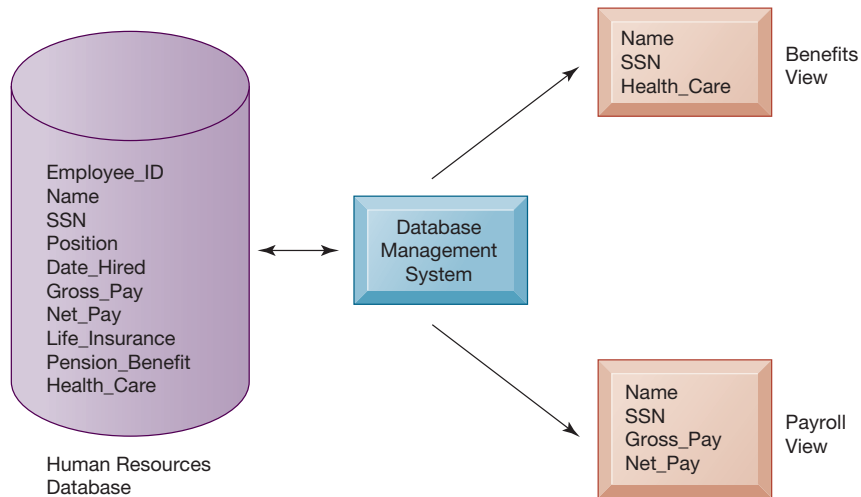 Employee_ID
Name
SSN
Position
Date_Hired
Gross_Pay
Net_Pay
Life_Insurance
Pension_Benefit
Health_Care
Human Resources
Database
Database
Management
System
Name
SSN
Health_Care
Benefits
View
Name
SSN
Gross_Pay
Net_Pay
Payroll
View